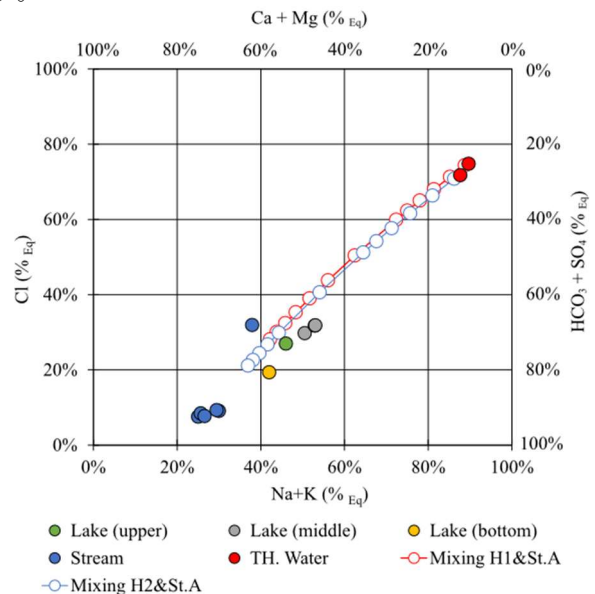 Ca + Mg (% Eq)
100% 80% 60% 40% 20% 0%
100% 0%
80% 20%
60% 40%
40% 60%
20% 80%
0% 100%
Cl (% Eq)
HCO3 + SO4 (% Eq)
0% 20% 40% 60% 80% 100%
Na+K (% Eq)
Lake (upper) Lake (middle) Lake (bottom)
Stream TH. Water Mixing H1&St.A
Mixing H2&St.A